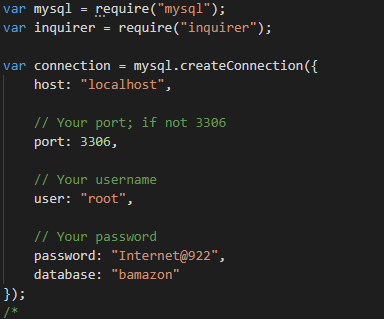 var mysql = require("mysql");
var inquirer = require("inquirer");
var connection = mysql.createConnection({
host: "localhost",
// Your port; if not 3306
port: 3306,
// Your username
user: "root",
// Your password
password: "Internet@922",
database: "bamazon"
});
/*